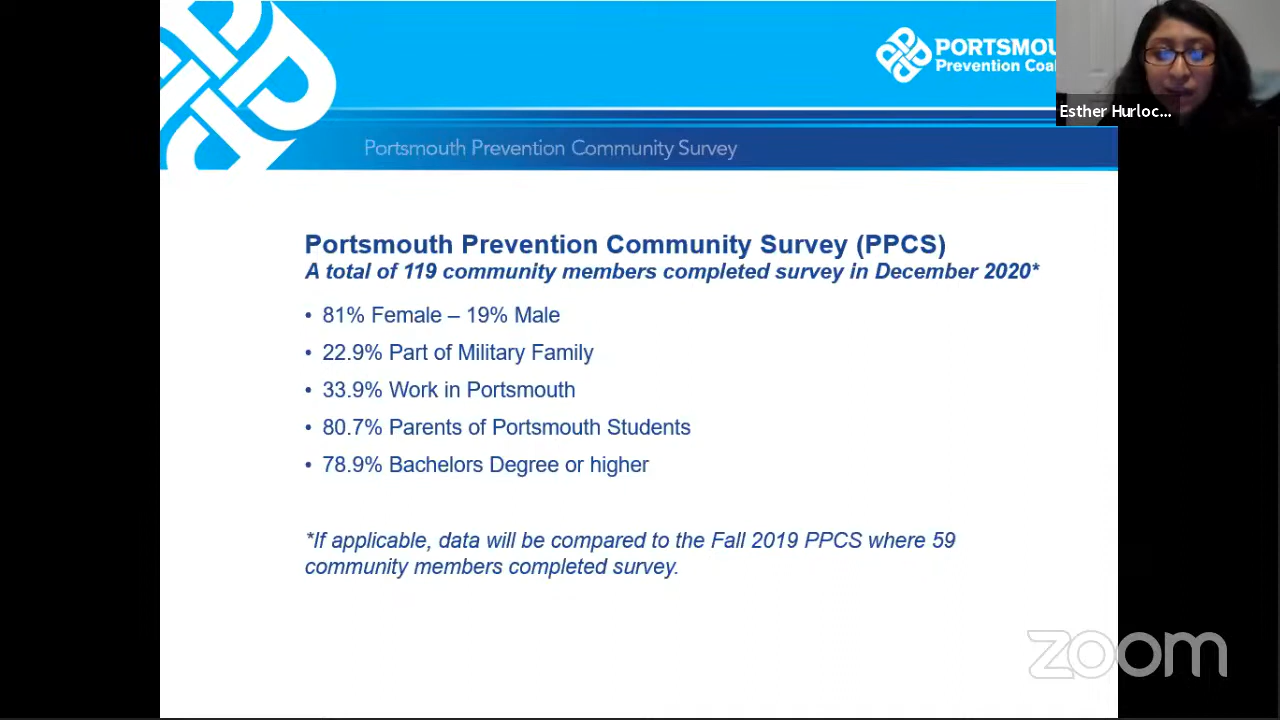 PORTSMOU
Prevention Coal
Esther Hurloc...
Portsmouth Prevention Community Survey
Portsmouth Prevention Community Survey (PPCS)
A total of 119 community members completed survey in December 2020*
• 81% Female – 19% Male
• 22.9% Part of Military Family
• 33.9% Work in Portsmouth
• 80.7% Parents of Portsmouth Students
• 78.9% Bachelors Degree or higher
*If applicable, data will be compared to the Fall 2019 PPCS where 59
community members completed survey.
zoom